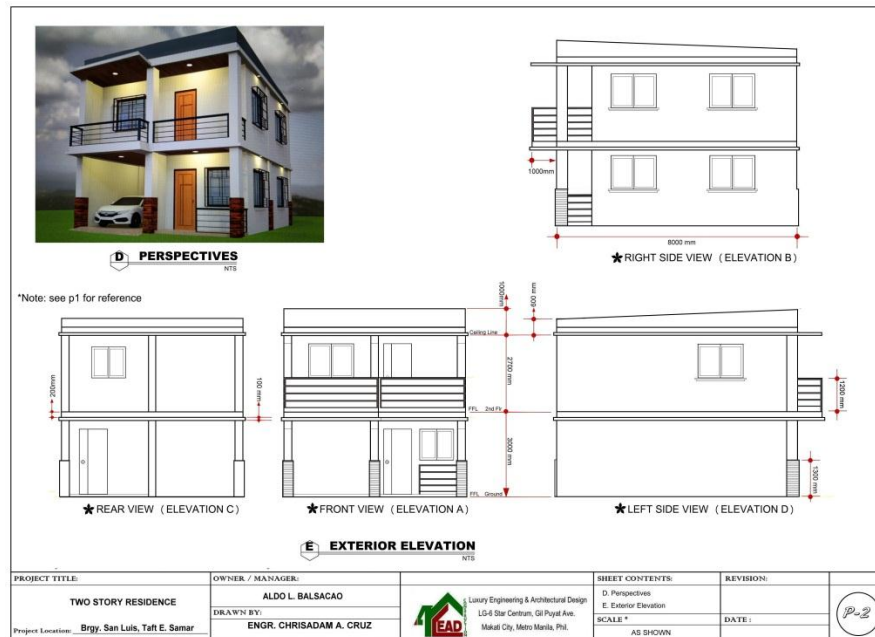 D PERSPECTIVES
NTS
1000mm
8000 mm
★ RIGHT SIDE VIEW ( ELEVATION B )
*Note: see p1 for reference
200mm
100 mm
★ REAR VIEW ( ELEVATION C )
1000mm
Ceiling Line
2700 mm
FFL 2nd Flr
3000 mm
FFL Ground
★ FRONT VIEW ( ELEVATION A )
600 mm
1200 mm
1300 mm
★ LEFT SIDE VIEW ( ELEVATION D )
E EXTERIOR ELEVATION
NTS
PROJECT TITLE:
TWO STORY RESIDENCE
Project Location: Brgy. San Luis, Taft E. Samar
OWNER / MANAGER:
ALDO L. BALSACAO
DRAWN BY:
ENGR. CHRISADAM A. CRUZ
LEAD
Luxury Engineering & Architectural Design
LG-6 Star Centrum, Gil Puyat Ave.
Makati City, Metro Manila, Phil.
SHEET CONTENTS:
D. Perspectives
E. Exterior Elevation
SCALE *
AS SHOWN
REVISION:
DATE :
P-2